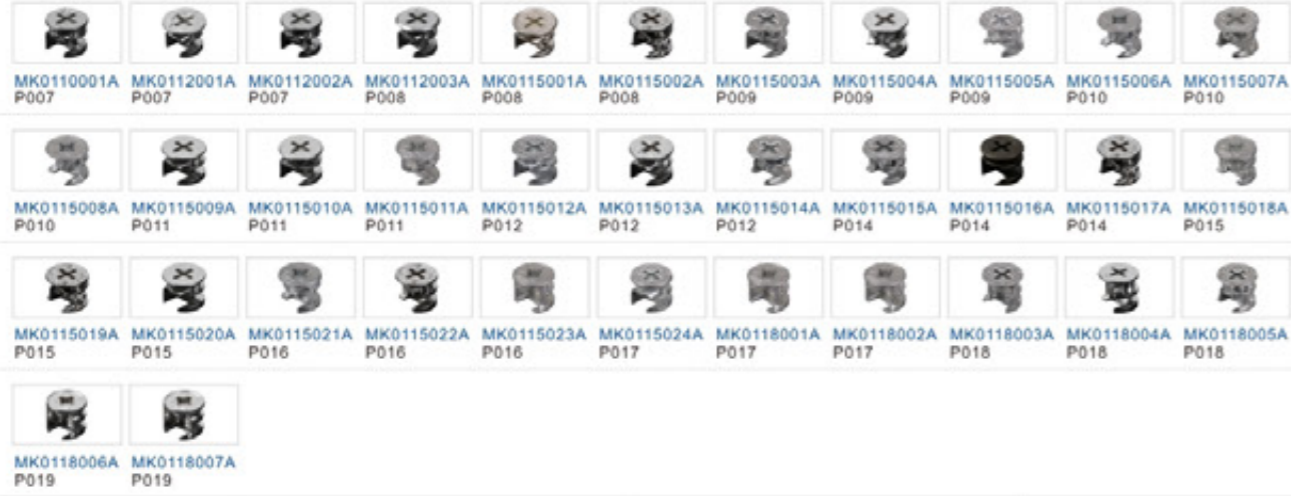 MK0110001A MK0112001A MK0112002A MK0112003A MK0115001A MK0115002A MK0115003A MK0115004A MK0115005A MK0115006A MK0115007A
P007 P007 P007 P008 P008 P008 P009 P009 P009 P010 P010
MK0115008A MK0115009A MK0115010A MK0115011A MK0115012A MK0115013A MK0115014A MK0115015A MK0115016A MK0115017A MK0115018A
P010 P011 P011 P011 P012 P012 P012 P014 P014 P014 P015
MK0115019A MK0115020A MK0115021A MK0115022A MK0115023A MK0115024A MK0118001A MK0118002A MK0118003A MK0118004A MK0118005A
P015 P015 P016 P016 P016 P017 P017 P017 P018 P018 P018
MK0118006A MK0118007A
P019 P019